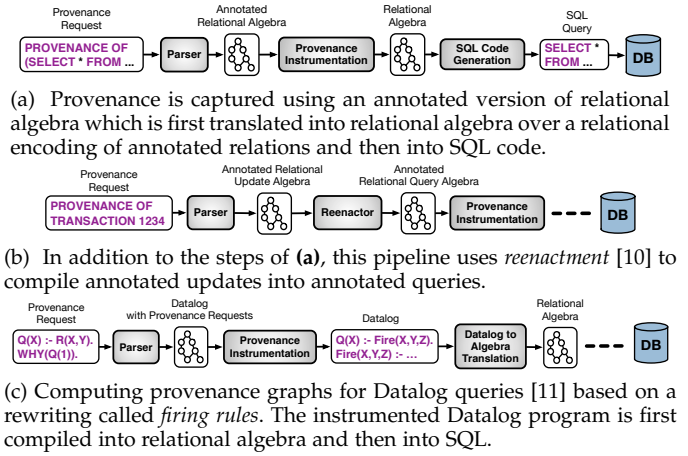 Provenance Request
Annotated Relational Algebra
Relational Algebra
SQL Query
PROVENANCE OF
(SELECT * FROM ...
Parser
Provenance Instrumentation
SQL Code Generation
SELECT *
FROM ...
DB
(a) Provenance is captured using an annotated version of relational
algebra which is first translated into relational algebra over a relational
encoding of annotated relations and then into SQL code.
Provenance Request
Annotated Relational Update Algebra
Annotated Relational Query Algebra
PROVENANCE OF
TRANSACTION 1234
Parser
Reenactor
Provenance Instrumentation
DB
(b) In addition to the steps of (a), this pipeline uses reenactment [10] to
compile annotated updates into annotated queries.
Provenance Request
Datalog with Provenance Requests
Datalog
Relational Algebra
Q(X) :- R(X,Y).
WHY(Q(1)).
Parser
Provenance Instrumentation
Q(X) :- Fire(X,Y,Z).
Fire(X,Y,Z) :- ...
Datalog to Algebra Translation
DB
(c) Computing provenance graphs for Datalog queries [11] based on a
rewriting called firing rules. The instrumented Datalog program is first
compiled into relational algebra and then into SQL.